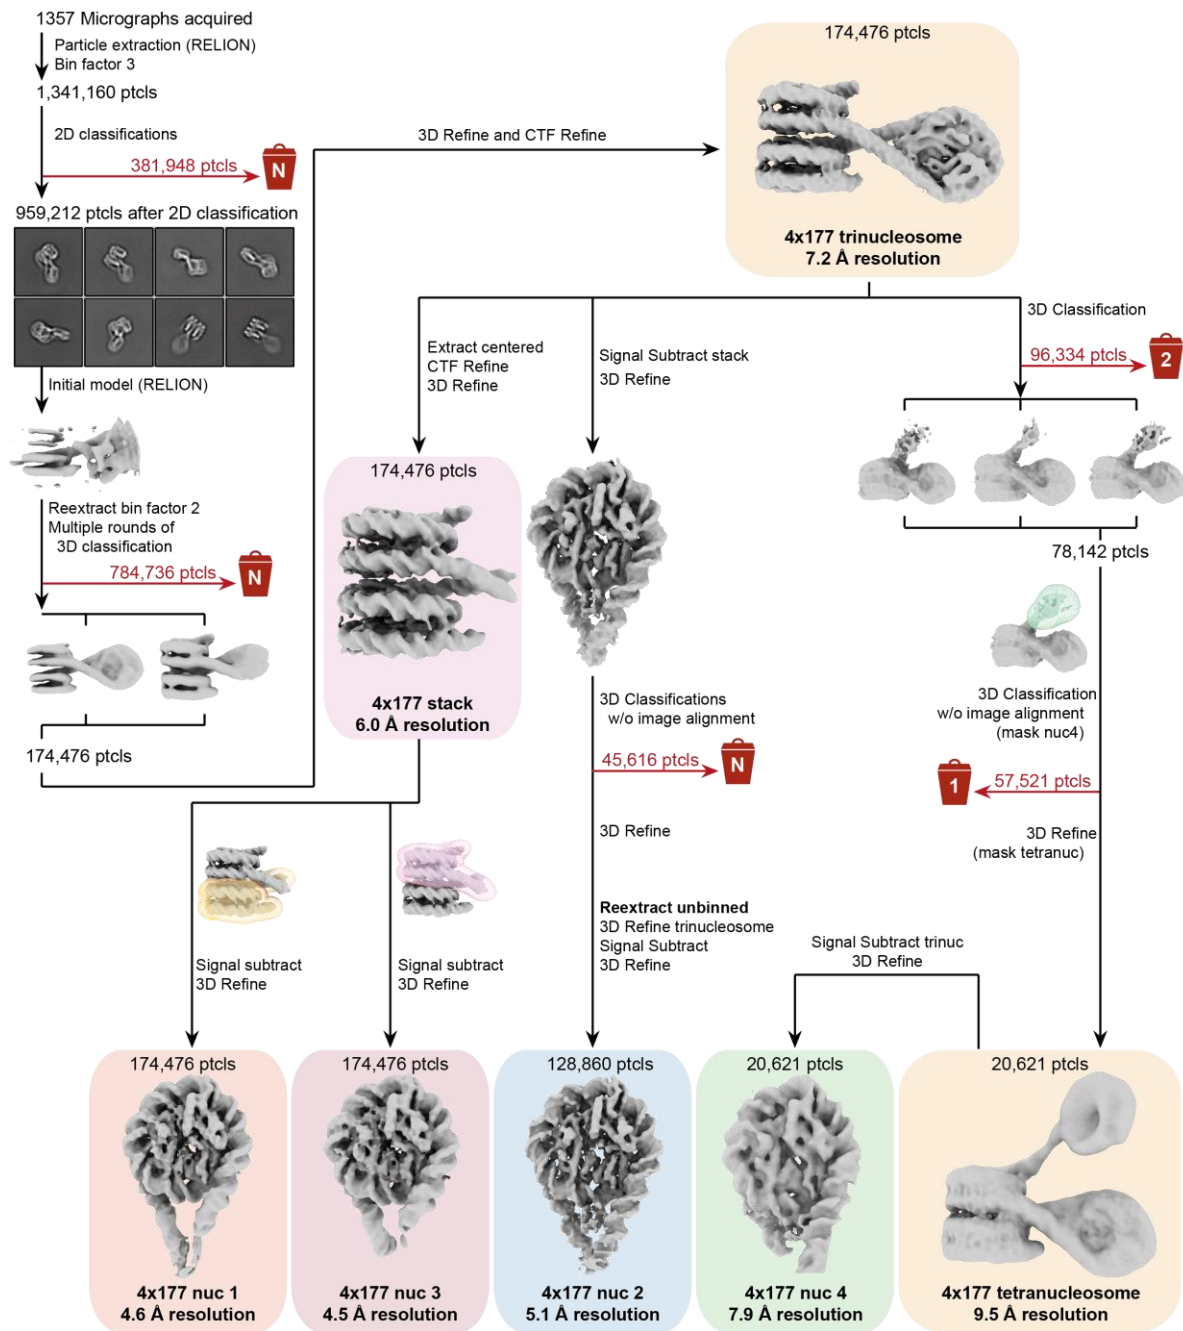 1357 Micrographs acquired
Particle extraction (RELION)
Bin factor 3
1,341,160 ptcls
2D classifications
381,948 ptcls
N
959,212 ptcls after 2D classification
Initial model (RELION)
Reextract bin factor 2
Multiple rounds of
3D classification
784,736 ptcls
N
174,476 ptcls
3D Refine and CTF Refine
174,476 ptcls
4x177 trinucleosome
7.2 Å resolution
Extract centered
CTF Refine
3D Refine
174,476 ptcls
4x177 stack
6.0 Å resolution
Signal Subtract stack
3D Refine
3D Classifications
w/o image alignment
45,616 ptcls
N
3D Refine
Reextract unbinned
3D Refine trinucleosome
Signal Subtract
3D Refine
3D Classification
96,334 ptcls
2
78,142 ptcls
3D Classification
w/o image alignment
(mask nuc4)
57,521 ptcls
1
3D Refine
(mask tetranuc)
Signal Subtract trinuc
3D Refine
Signal subtract
3D Refine
Signal subtract
3D Refine
174,476 ptcls
4x177 nuc 1
4.6 Å resolution
174,476 ptcls
4x177 nuc 3
4.5 Å resolution
128,860 ptcls
4x177 nuc 2
5.1 Å resolution
20,621 ptcls
4x177 nuc 4
7.9 Å resolution
20,621 ptcls
4x177 tetranucleosome
9.5 Å resolution